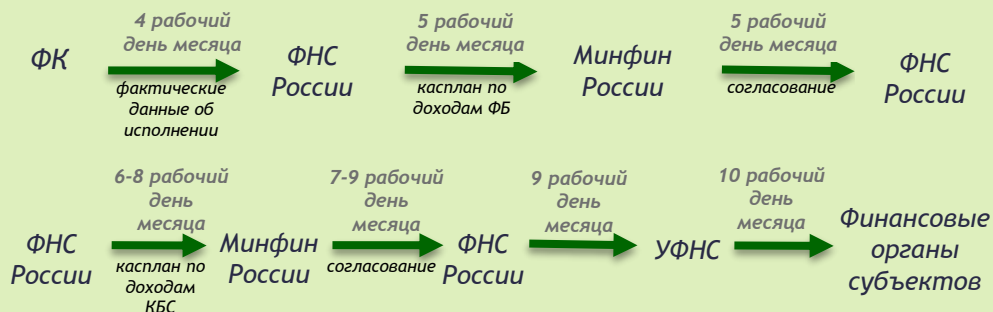 4 рабочий
день месяца
5 рабочий
день месяца
5 рабочий
день месяца
ФК
ФНС
России
Минфин
России
ФНС
России
фактические
данные об
исполнении
касплан по
доходам ФБ
согласование
6-8 рабочий
день
месяца
7-9 рабочий
день
месяца
9 рабочий
день
месяца
10 рабочий
день
месяца
ФНС
России
Минфин
России
ФНС
России
УФНС
Финансовые
органы
субъектов
касплан по
доходам
КБС
согласование